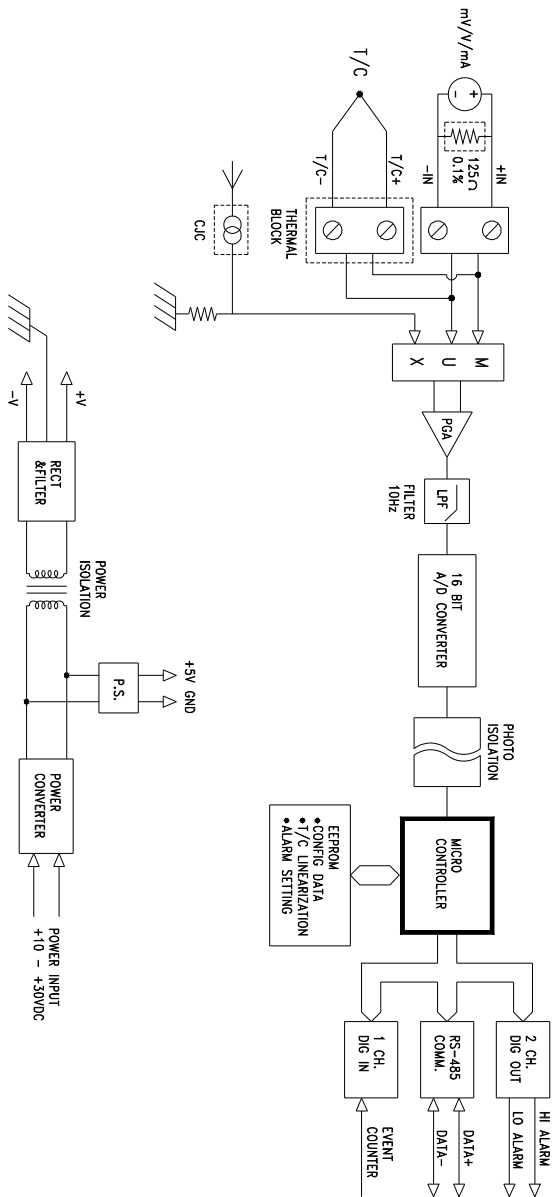 mV/V/mA
+
-
125Ω
0.1%
+IN
-IN
T/C
T/C+
T/C-
THERMAL
BLOCK
CJC
M
U
X
PGA
LPF
FILTER
10Hz
16 BIT
A/D CONVERTER
PHOTO
ISOLATION
MICRO
CONTROLLER
EEPROM
•CONFIG DATA
•T/C LINEARIZATION
•ALARM SETTING
2 CH.
DIG OUT
HI ALARM
LO ALARM
RS-485
COMM.
DATA+
DATA-
1 CH.
DIG IN
EVENT
COUNTER
+V
-V
RECT
&FILTER
POWER
ISOLATION
+5V GND
P.S.
POWER
CONVERTER
POWER INPUT
+10 - +30VDC